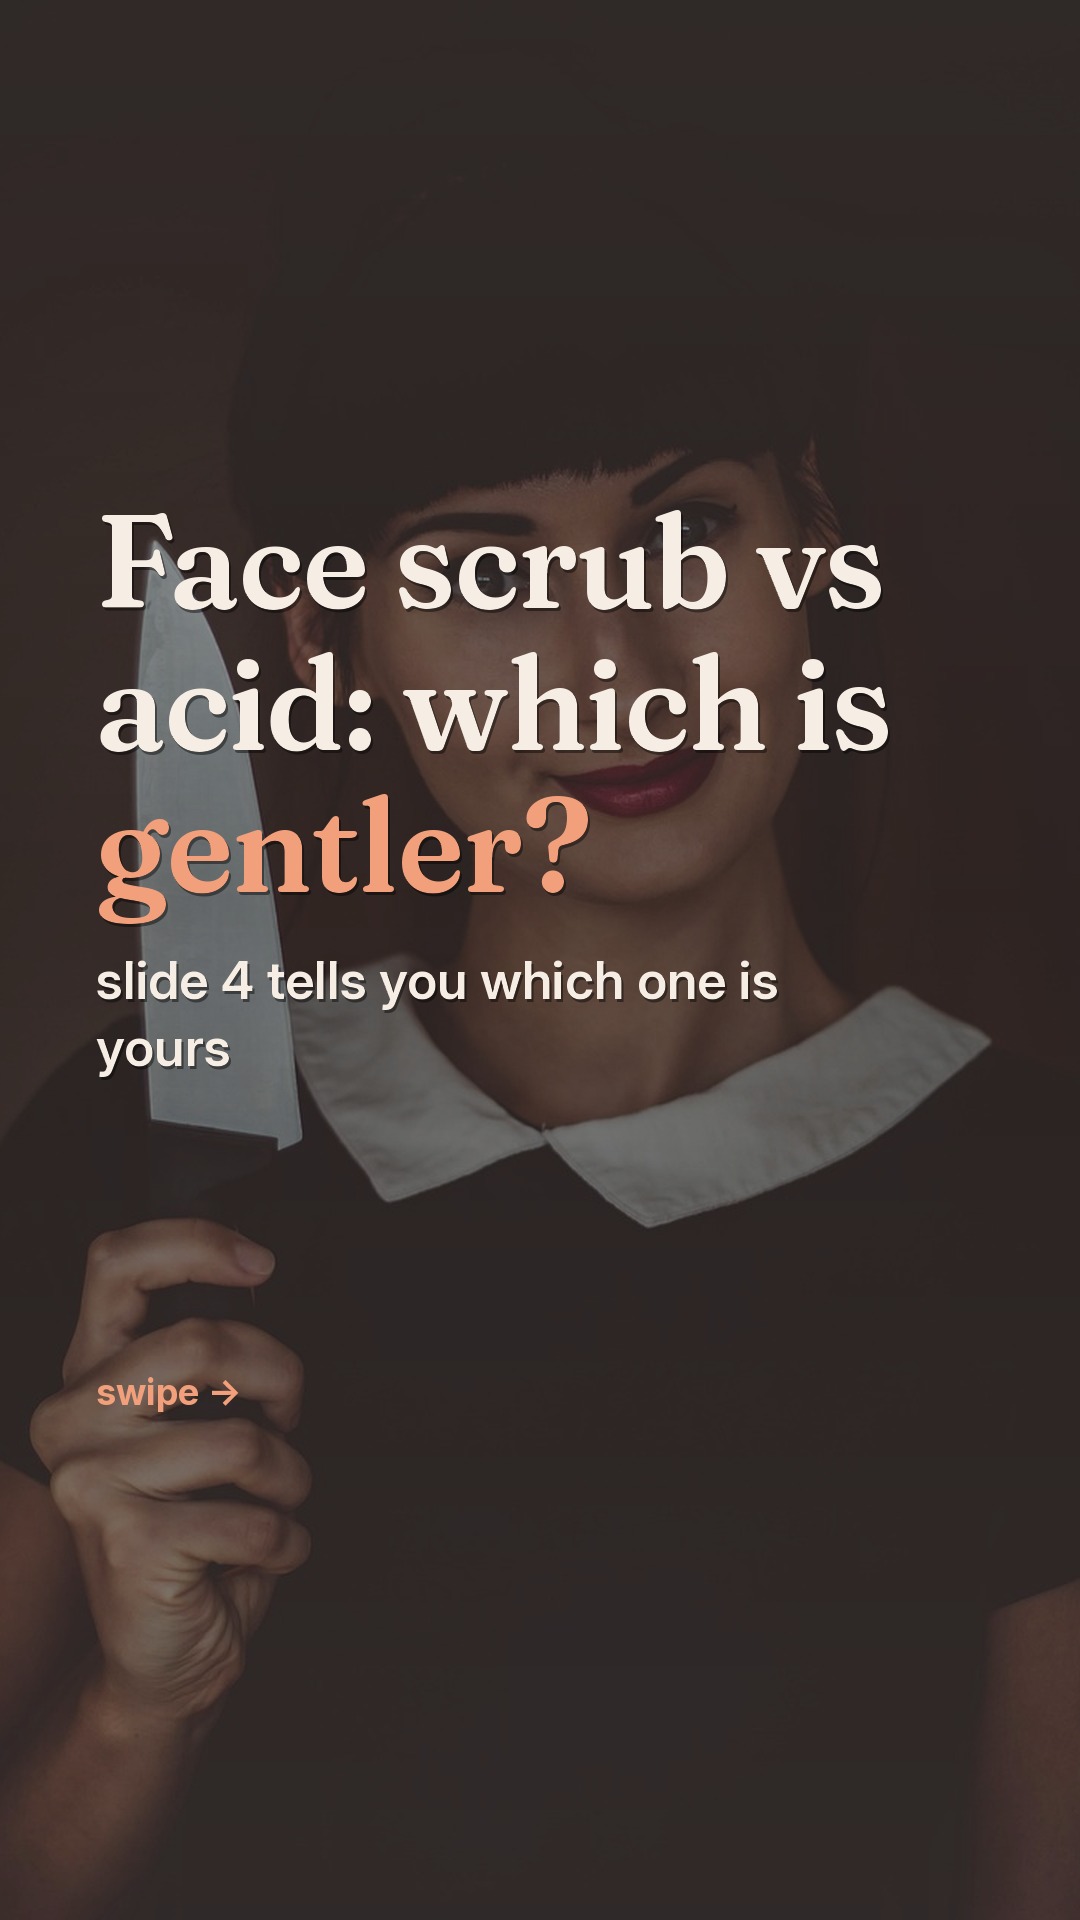 Face scrub vs
acid: which is
gentler?
slide 4 tells you which one is
yours
swipe →